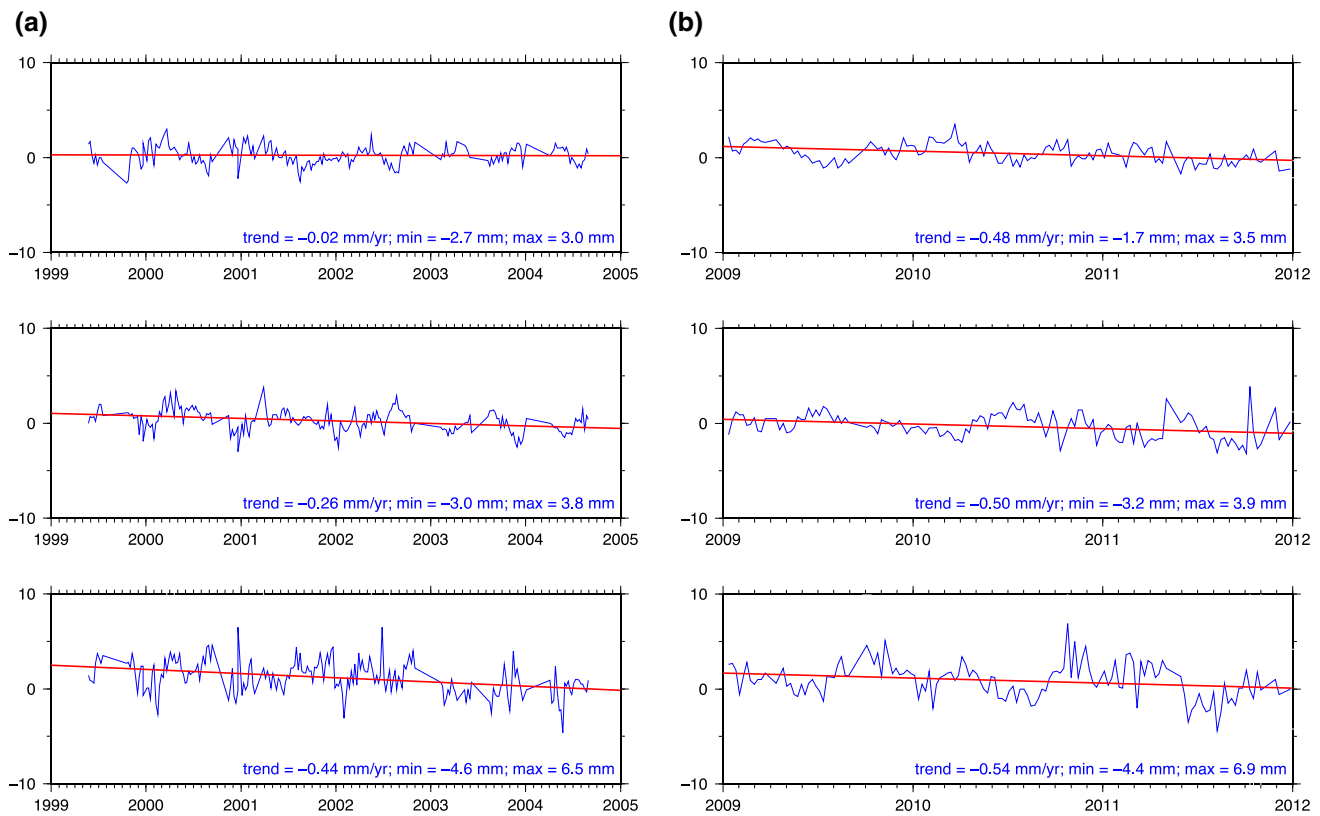 (a)
(b)
10
0
−10
1999 2000 2001 2002 2003 2004 2005
trend = −0.02 mm/yr; min = −2.7 mm; max = 3.0 mm
10
0
−10
2009 2010 2011 2012
trend = −0.48 mm/yr; min = −1.7 mm; max = 3.5 mm
10
0
−10
1999 2000 2001 2002 2003 2004 2005
trend = −0.26 mm/yr; min = −3.0 mm; max = 3.8 mm
10
0
−10
2009 2010 2011 2012
trend = −0.50 mm/yr; min = −3.2 mm; max = 3.9 mm
10
0
−10
1999 2000 2001 2002 2003 2004 2005
trend = −0.44 mm/yr; min = −4.6 mm; max = 6.5 mm
10
0
−10
2009 2010 2011 2012
trend = −0.54 mm/yr; min = −4.4 mm; max = 6.9 mm